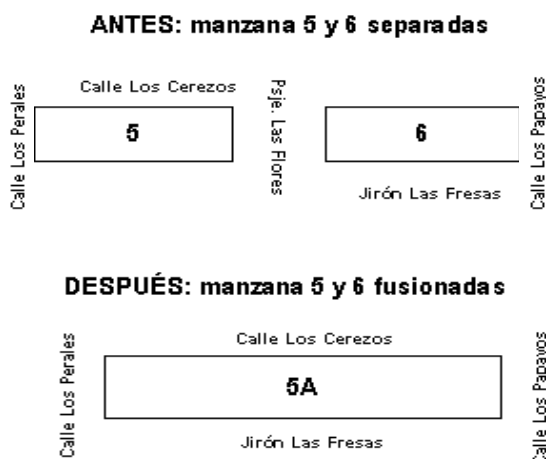 ANTES: manzana 5 y 6 separadas
Calle Los Perales
Calle Los Cerezos
5
Psje. Las Flores
6
Jirón Las Fresas
Calle Los Papayos
DESPUÉS: manzana 5 y 6 fusionadas
Calle Los Perales
Calle Los Cerezos
5A
Jirón Las Fresas
Calle Los Papayos